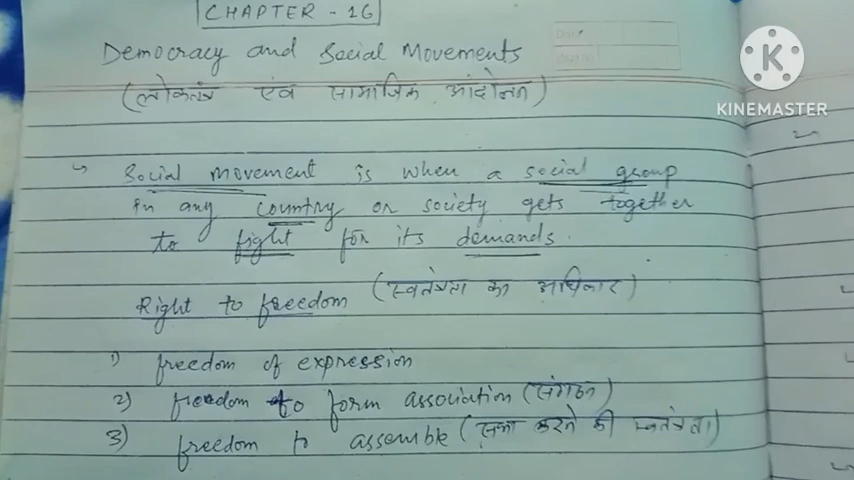 CHAPTER - 16
Democracy and Social Movements
(लोकतंत्र एंव सामाजिक आंदोलन)
KINEMASTER
↳ Social movement is when a social group
in any country or society gets together
to fight for its demands.
Right to freedom (स्वतंत्रता का अधिकार)
1) freedom of expression
2) freedom to form association (संगठन)
3) freedom to assemble (सभा करने की स्वतंत्रता)